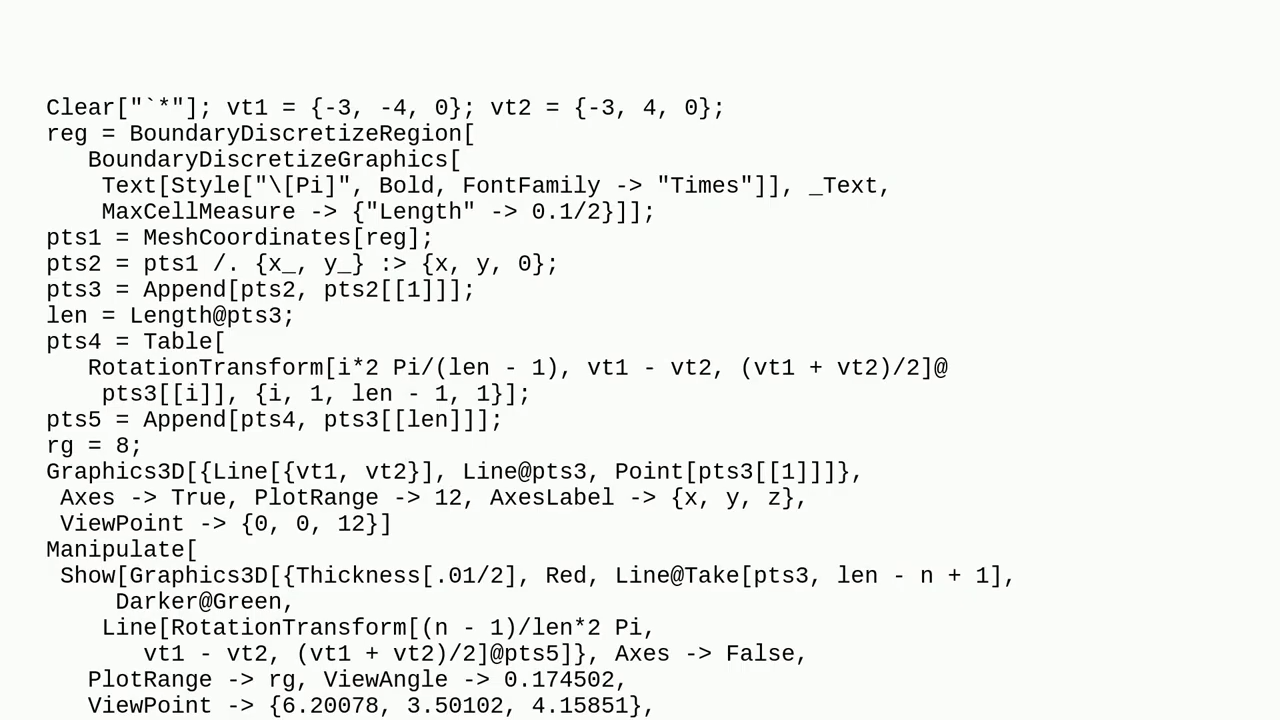 Clear["`*"]; vt1 = {-3, -4, 0}; vt2 = {-3, 4, 0};
reg = BoundaryDiscretizeRegion[
   BoundaryDiscretizeGraphics[
    Text[Style["\[Pi]", Bold, FontFamily -> "Times"]], _Text,
    MaxCellMeasure -> {"Length" -> 0.1/2}]];
pts1 = MeshCoordinates[reg];
pts2 = pts1 /. {x_, y_} :> {x, y, 0};
pts3 = Append[pts2, pts2[[1]]];
len = Length@pts3;
pts4 = Table[
   RotationTransform[i*2 Pi/(len - 1), vt1 - vt2, (vt1 + vt2)/2]@
    pts3[[i]], {i, 1, len - 1, 1}];
pts5 = Append[pts4, pts3[[len]]];
rg = 8;
Graphics3D[{Line[{vt1, vt2}], Line@pts3, Point[pts3[[1]]]},
 Axes -> True, PlotRange -> 12, AxesLabel -> {x, y, z},
 ViewPoint -> {0, 0, 12}]
Manipulate[
 Show[Graphics3D[{Thickness[.01/2], Red, Line@Take[pts3, len - n + 1],
     Darker@Green,
    Line[RotationTransform[(n - 1)/len*2 Pi,
       vt1 - vt2, (vt1 + vt2)/2]@pts5]}, Axes -> False,
   PlotRange -> rg, ViewAngle -> 0.174502,
   ViewPoint -> {6.20078, 3.50102, 4.15851},